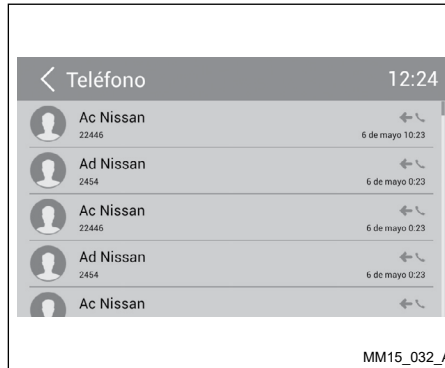 Teléfono 12:24
Ac Nissan
22446 6 de mayo 10:23
Ad Nissan
2454 6 de mayo 0:23
Ac Nissan
22446 6 de mayo 0:23
Ad Nissan
2454 6 de mayo 0:23
Ac Nissan
MM15_032_A